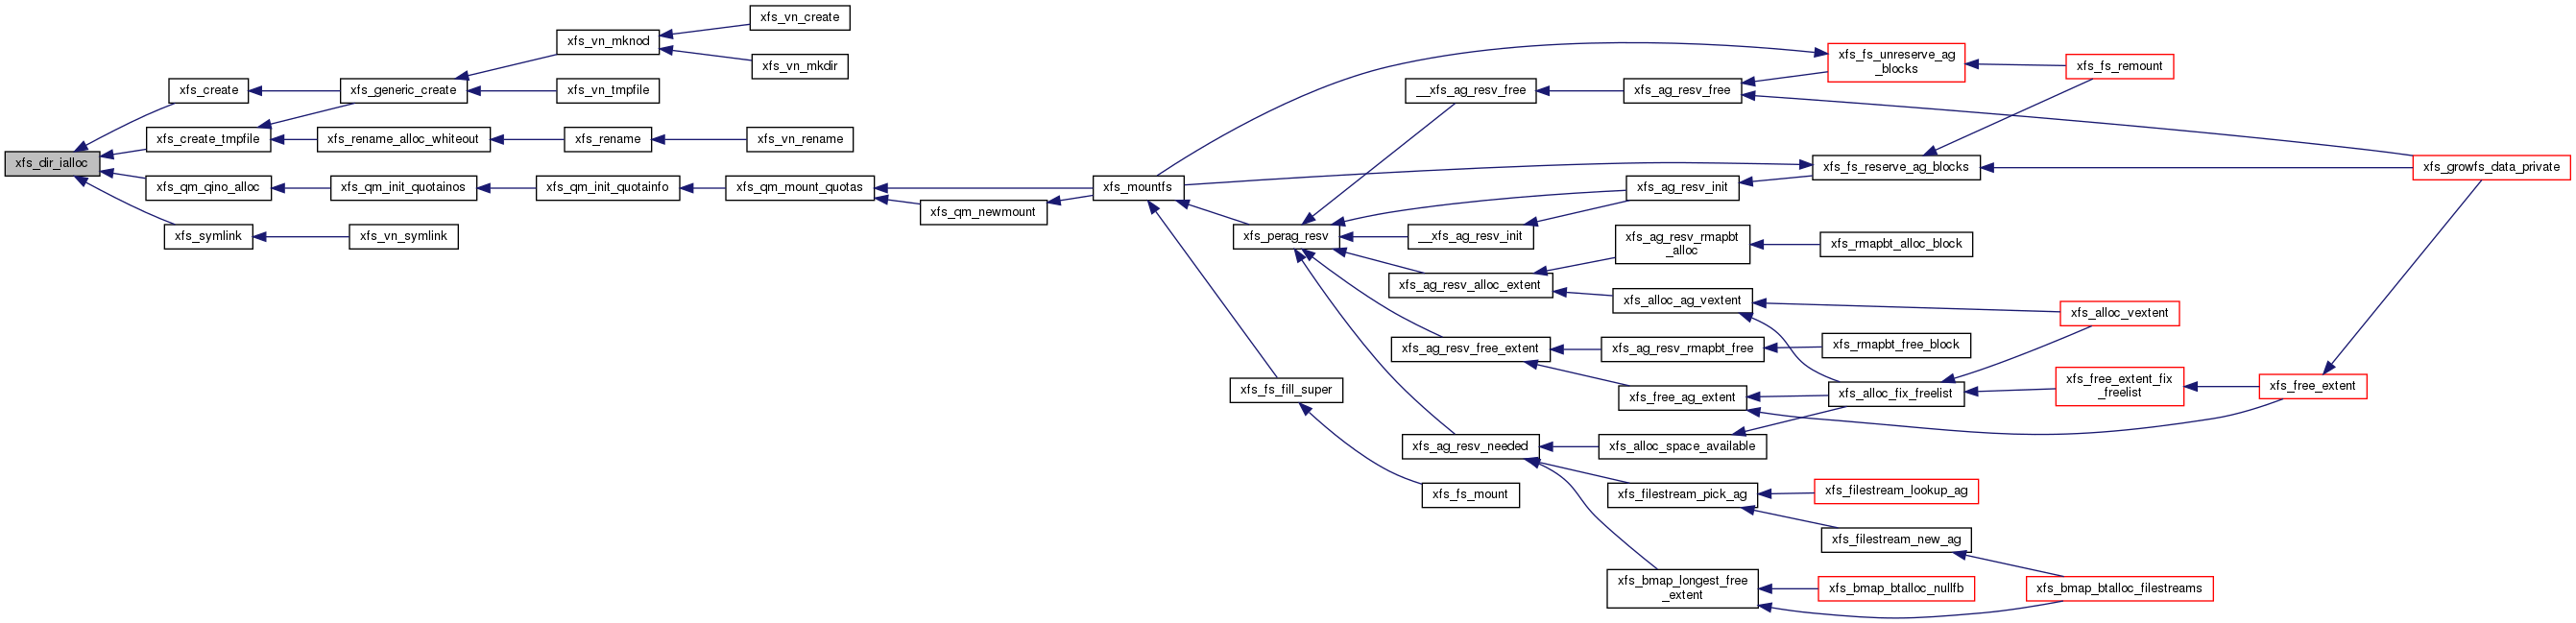 xfs_dir_ialloc
xfs_create
xfs_create_tmpfile
xfs_qm_qino_alloc
xfs_symlink
xfs_generic_create
xfs_rename_alloc_whiteout
xfs_qm_init_quotainos
xfs_vn_symlink
xfs_vn_mknod
xfs_vn_tmpfile
xfs_rename
xfs_qm_init_quotainfo
xfs_vn_create
xfs_vn_mkdir
xfs_vn_rename
xfs_qm_mount_quotas
xfs_qm_newmount
xfs_mountfs
xfs_perag_resv
xfs_fs_fill_super
__xfs_ag_resv_free
__xfs_ag_resv_init
xfs_ag_resv_alloc_extent
xfs_ag_resv_free_extent
xfs_ag_resv_needed
xfs_fs_mount
xfs_ag_resv_free
xfs_ag_resv_init
xfs_ag_resv_rmapbt
_alloc
xfs_alloc_ag_vextent
xfs_ag_resv_rmapbt_free
xfs_free_ag_extent
xfs_alloc_space_available
xfs_filestream_pick_ag
xfs_bmap_longest_free
_extent
xfs_fs_unreserve_ag
_blocks
xfs_fs_reserve_ag_blocks
xfs_rmapbt_alloc_block
xfs_rmapbt_free_block
xfs_alloc_fix_freelist
xfs_filestream_lookup_ag
xfs_filestream_new_ag
xfs_bmap_btalloc_nullfb
xfs_fs_remount
xfs_alloc_vextent
xfs_free_extent_fix
_freelist
xfs_bmap_btalloc_filestreams
xfs_free_extent
xfs_growfs_data_private